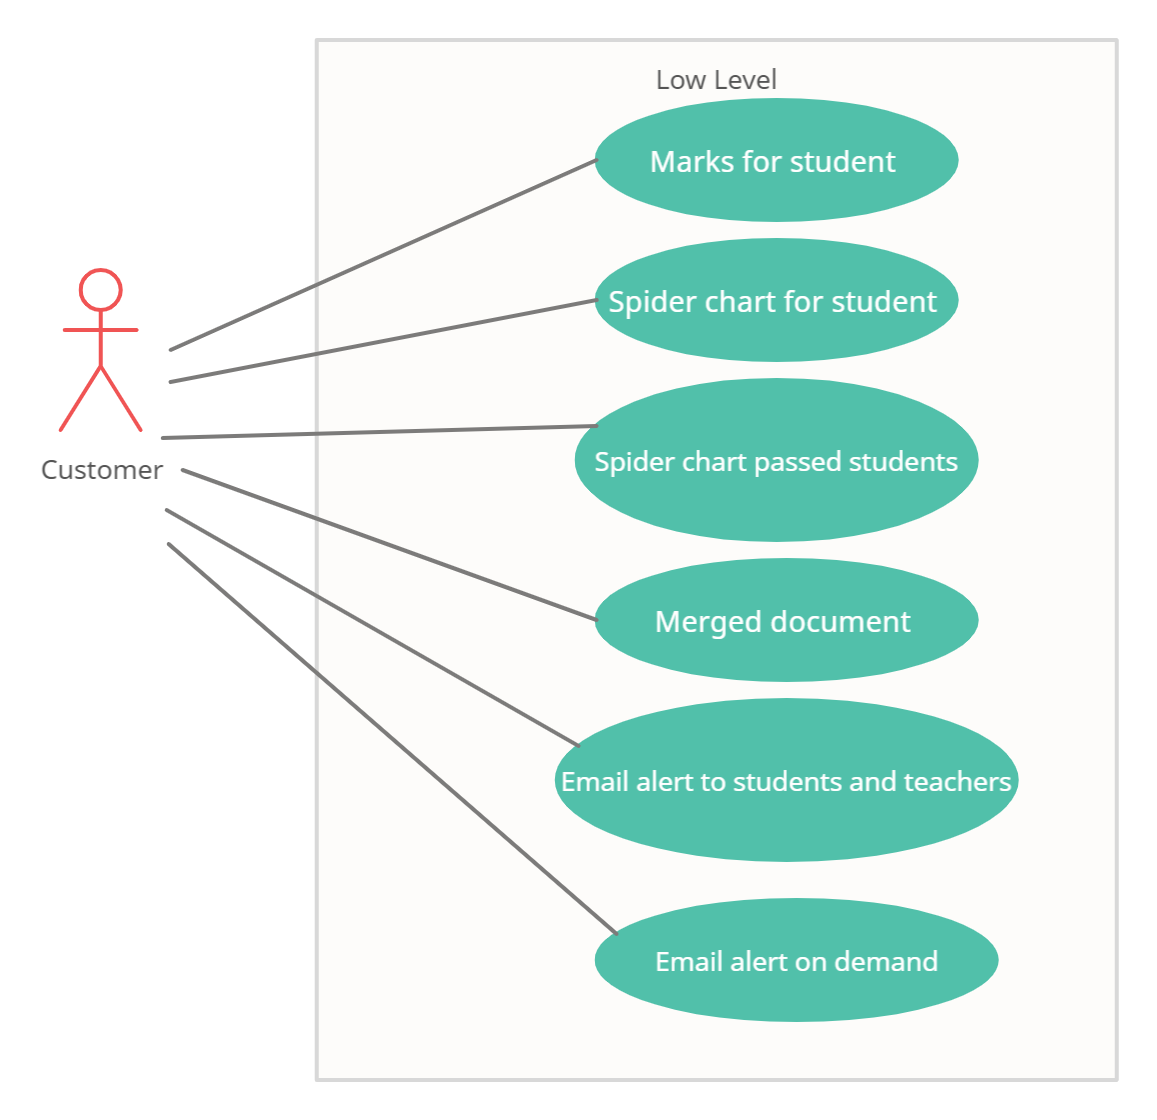 Low Level
Marks for student
Spider chart for student
Spider chart passed students
Customer
Merged document
Email alert to students and teachers
Email alert on demand